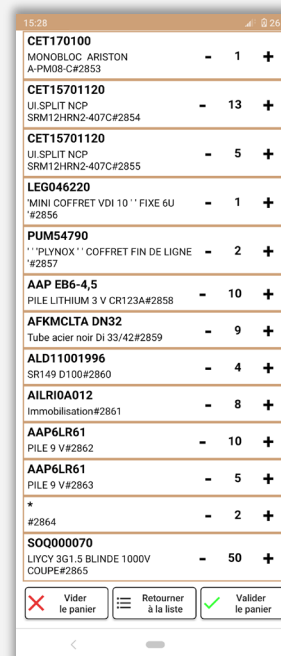 15:28 26
CET170100
MONOBLOC ARISTON
A-PM08-C#2853
- 1 +
CET15701120
UI.SPLIT NCP
SRM12HRN2-407C#2854
- 13 +
CET15701120
UI.SPLIT NCP
SRM12HRN2-407C#2855
- 5 +
LEG046220
'MINI COFFRET VDI 10 ' ' FIXE 6U
'#2856
- 1 +
PUM54790
' ' 'PLYNOX ' ' COFFRET FIN DE LIGNE
'#2857
- 2 +
AAP EB6-4,5
PILE LITHIUM 3 V CR123A#2858
- 10 +
AFKMCLTA DN32
Tube acier noir Di 33/42#2859
- 9 +
ALD11001996
SR149 D100#2860
- 4 +
AILRI0A012
Immobilisation#2861
- 8 +
AAP6LR61
PILE 9 V#2862
- 10 +
AAP6LR61
PILE 9 V#2863
- 5 +
*
#2864
- 2 +
SOQ000070
LIYCY 3G1.5 BLINDE 1000V
COUPE#2865
- 50 +
Vider
le panier
Retourner
à la liste
Valider
le panier